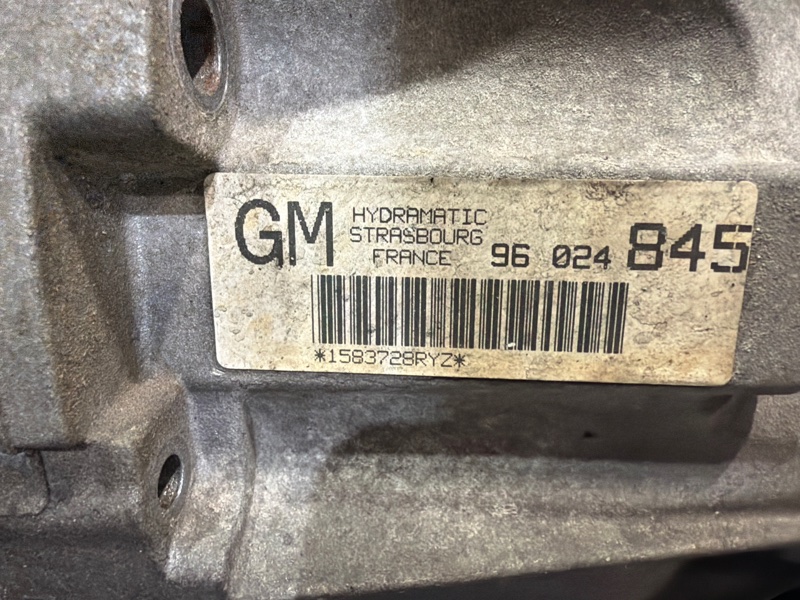 GM HYDRAMATIC
STRASBOURG
FRANCE 96 024 845
*1583728RYZ*